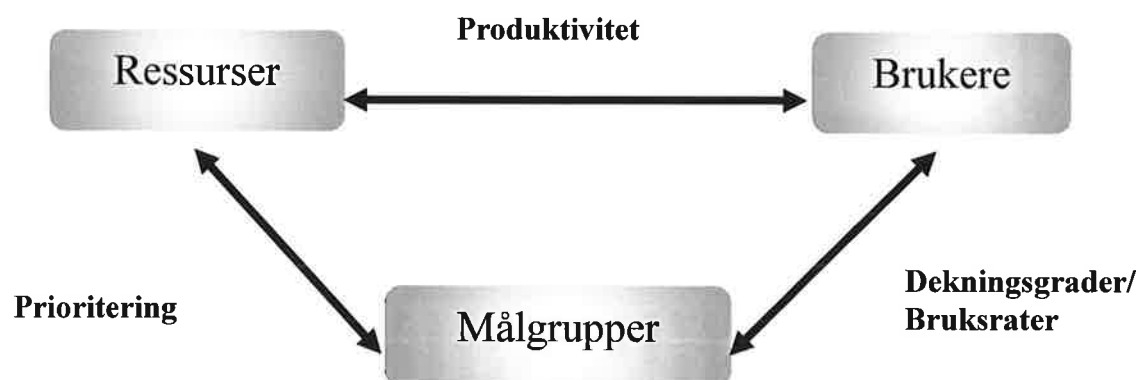 Produktivitet
Ressurser
Brukere
Prioritering
Målgrupper
Dekningsgrader/
Bruksrater